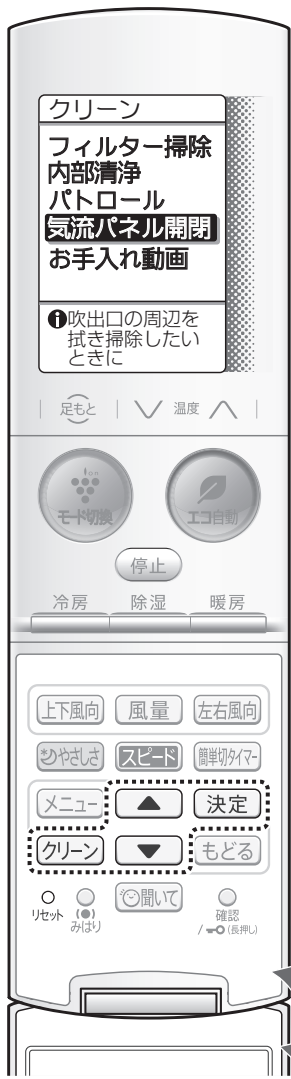 クリーン
フィルター掃除
内部清浄
パトロール
気流パネル開閉
お手入れ動画
i吹出口の周辺を
拭き掃除したい
ときに
足もと 温度
ion
モード切換 エコ自動
停止
冷房 除湿 暖房
上下風向 風量 左右風向
やさしさ スピード 簡単切タイマー
メニュー ▲ 決定
クリーン ▼ もどる
リセット みはり 聞いて 確認
/ (長押し)